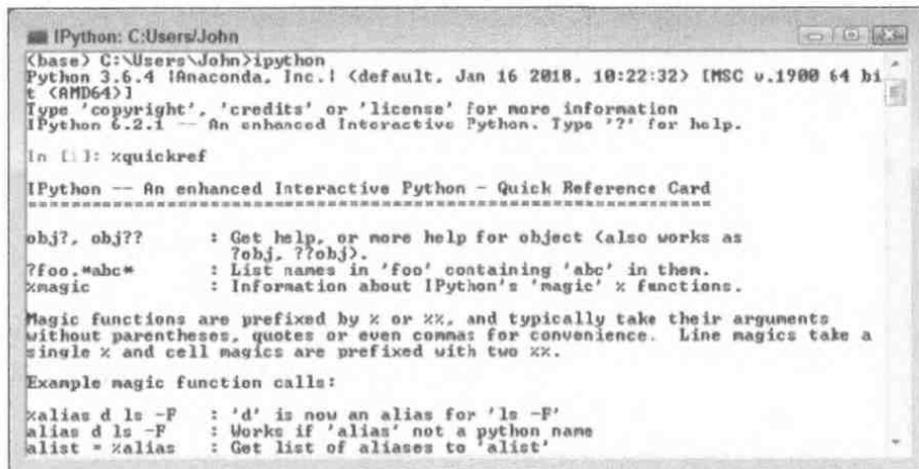 IPython: C:Users/John
(base) C:\Users\John>ipython
Python 3.6.4 |Anaconda, Inc.| (default, Jan 16 2018, 10:22:32) [MSC v.1900 64 bi
t (AMD64)]
Type 'copyright', 'credits' or 'license' for more information
IPython 6.2.1 -- An enhanced Interactive Python. Type '?' for help.
In [1]: %quickref
IPython -- An enhanced Interactive Python - Quick Reference Card
================================================================
obj?, obj?? : Get help, or more help for object (also works as
?obj, ??obj).
?foo.*abc* : List names in 'foo' containing 'abc' in them.
%magic : Information about IPython's 'magic' % functions.
Magic functions are prefixed by % or %%, and typically take their arguments
without parentheses, quotes or even commas for convenience. Line magics take a
single % and cell magics are prefixed with two %%.
Example magic function calls:
%alias d ls -F : 'd' is now an alias for 'ls -F'
alias d ls -F : Works if 'alias' not a python name
alist = %alias : Get list of aliases to 'alist'